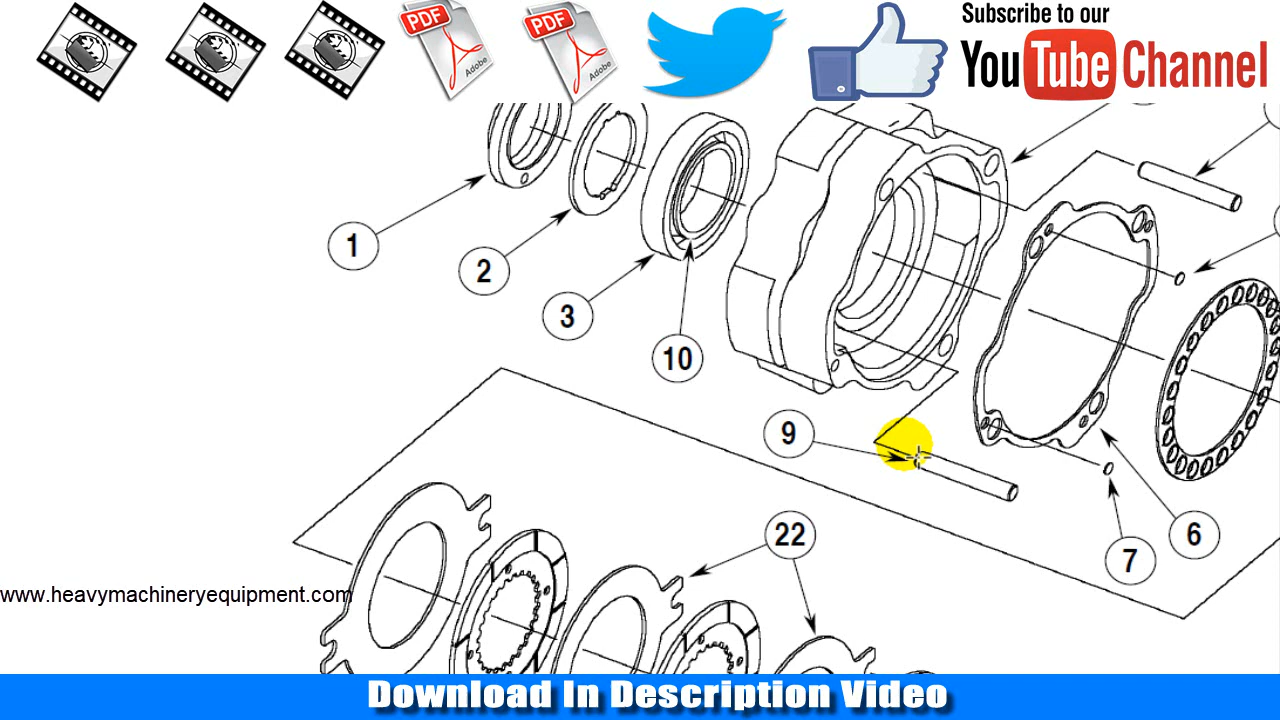 PDF
Adobe
PDF
Adobe
Subscribe to our
YouTube Channel
1
2
3
10
9
22
6
7
www.heavymachineryequipment.com
Download In Description Video